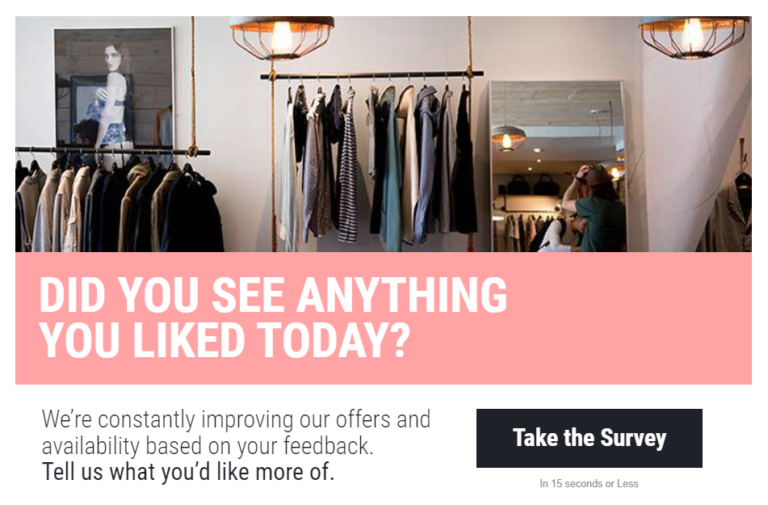 DID YOU SEE ANYTHING
YOU LIKED TODAY?
We're constantly improving our offers and
availability based on your feedback.
Tell us what you'd like more of.
Take the Survey
In 15 seconds or Less